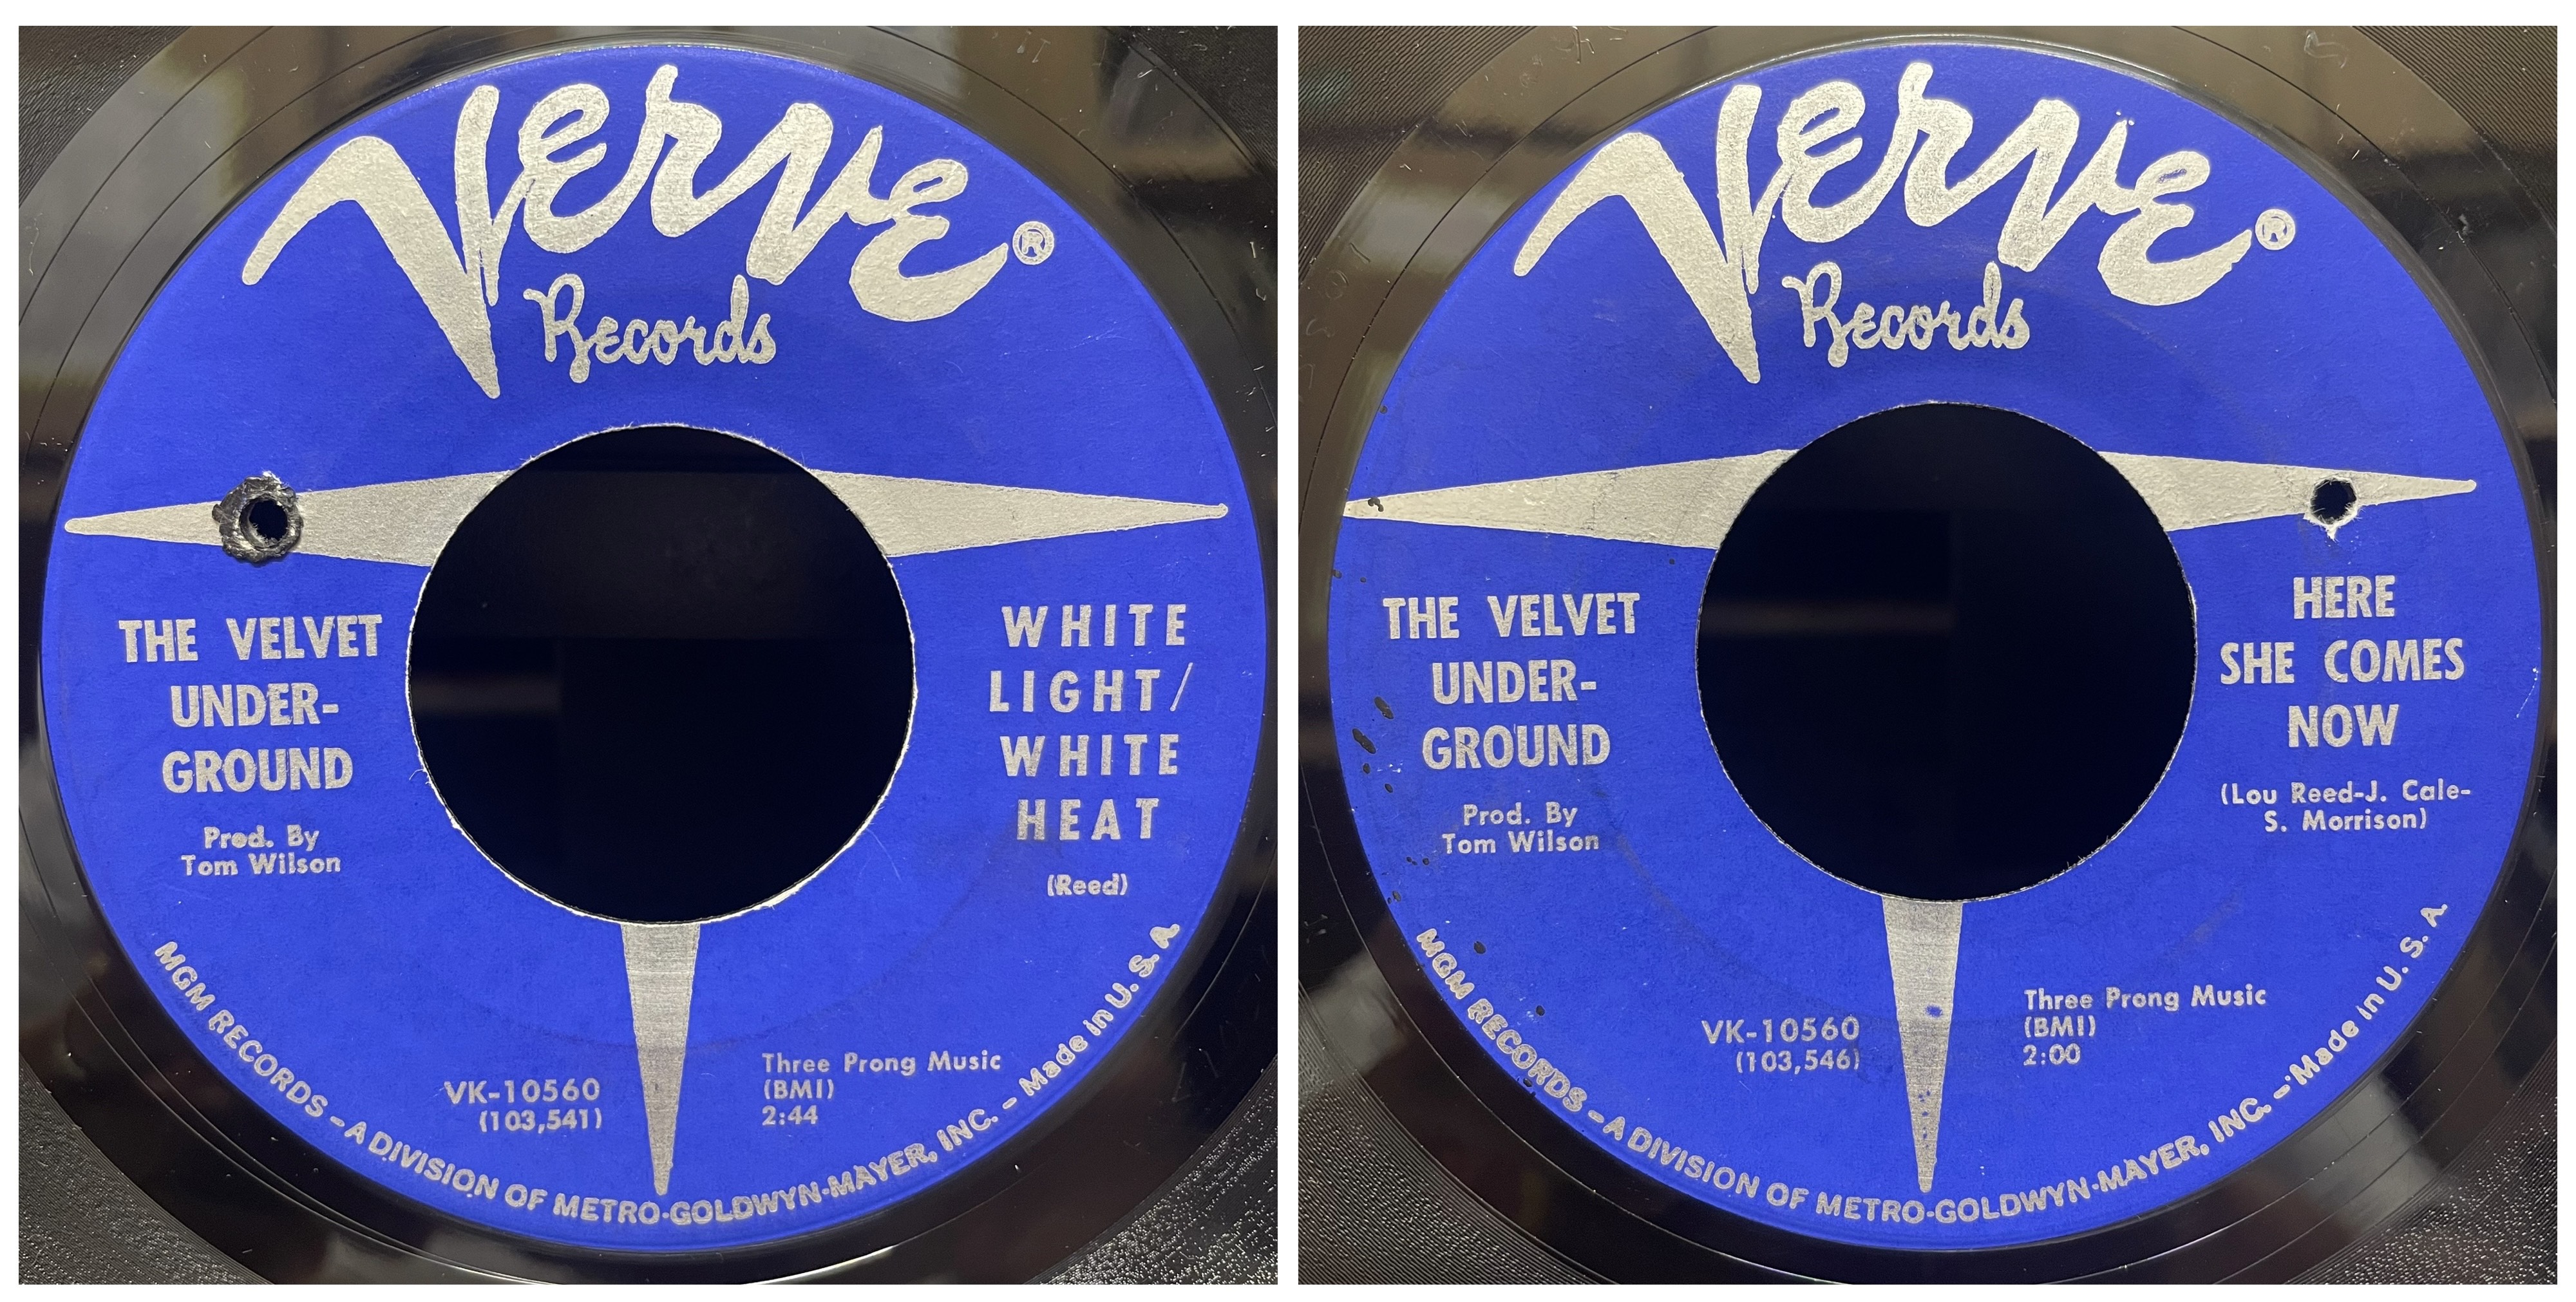 Verve®
Records
THE VELVET
UNDER-
GROUND
Prod. By
Tom Wilson
WHITE
LIGHT/
WHITE
HEAT
(Reed)
VK-10560
(103,541)
Three Prong Music
(BMI)
2:44
MGM RECORDS – A DIVISION OF METRO-GOLDWYN-MAYER, INC. – Made in U. S. A.
Verve®
Records
THE VELVET
UNDER-
GROUND
Prod. By
Tom Wilson
HERE
SHE COMES
NOW
(Lou Reed-J. Cale-
S. Morrison)
VK-10560
(103,546)
Three Prong Music
(BMI)
2:00
MGM RECORDS – A DIVISION OF METRO-GOLDWYN-MAYER, INC. – Made in U. S. A